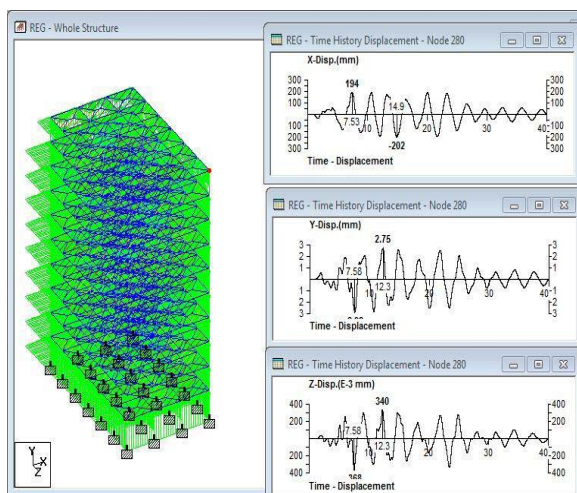 REG - Whole Structure
Y
X
Z
REG - Time History Displacement - Node 280
X-Disp.(mm)
300 194 300
200 200
100 14.9 100
7.53 10 20 30 40
100 100
200 200
300 -202 300
Time - Displacement
REG - Time History Displacement - Node 280
Y-Disp.(mm)
3 2.75 3
2 2
1 7.58 1
10 12.3 20 30 40
1 1
2 2
3 3
Time - Displacement
REG - Time History Displacement - Node 280
Z-Disp.(E-3 mm)
400 340 400
200 200
7.58
10 12.3 20 30 40
200 200
400 368 400
Time - Displacement